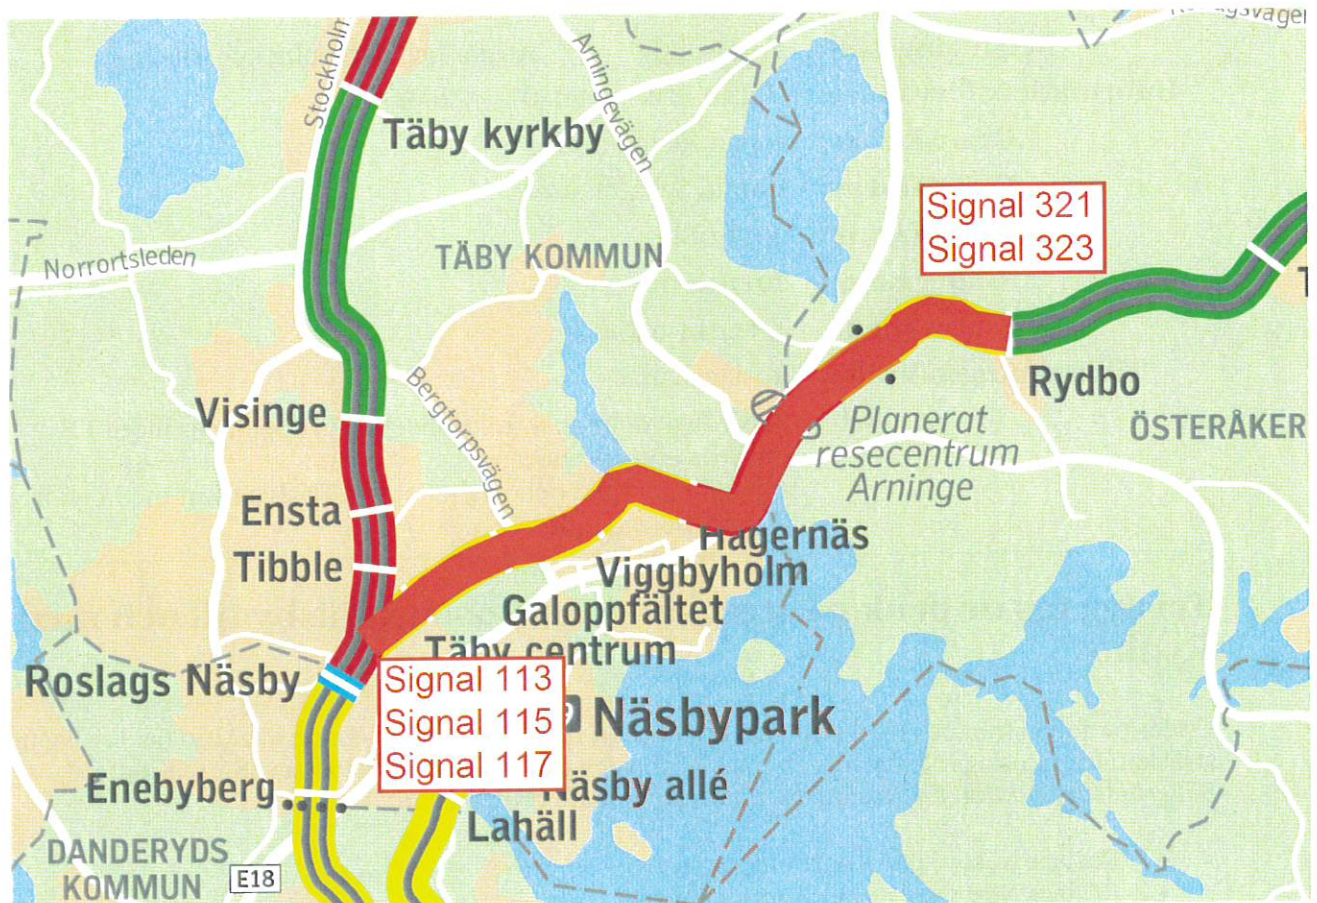 Stockholm
Arningevägen
Täby kyrkby
Signal 321
Signal 323
Norrortsleden
TÄBY KOMMUN
Rydbo
Bergtorpsvägen
Visinge
Planerat
resecentrum
Arninge
ÖSTERÅKER
Ensta
Hägernäs
Tibble
Viggbyholm
Galoppfältet
Täby centrum
Roslags Näsby
Signal 113
Signal 115
Signal 117
Näsbypark
Enebyberg
Näsby allé
Lahäll
DANDERYDS
KOMMUN
E18